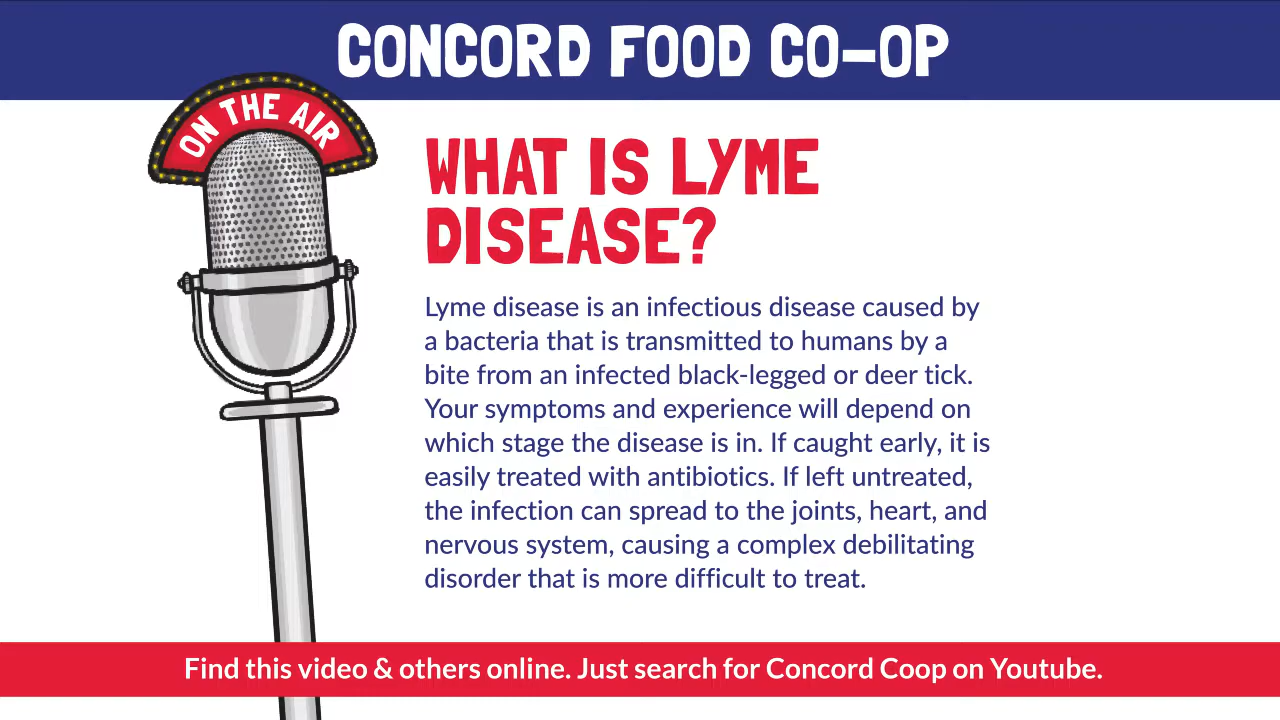 CONCORD FOOD CO-OP
ON THE AIR
WHAT IS LYME
DISEASE?
Lyme disease is an infectious disease caused by
a bacteria that is transmitted to humans by a
bite from an infected black-legged or deer tick.
Your symptoms and experience will depend on
which stage the disease is in. If caught early, it is
easily treated with antibiotics. If left untreated,
the infection can spread to the joints, heart, and
nervous system, causing a complex debilitating
disorder that is more difficult to treat.
Find this video & others online. Just search for Concord Coop on Youtube.